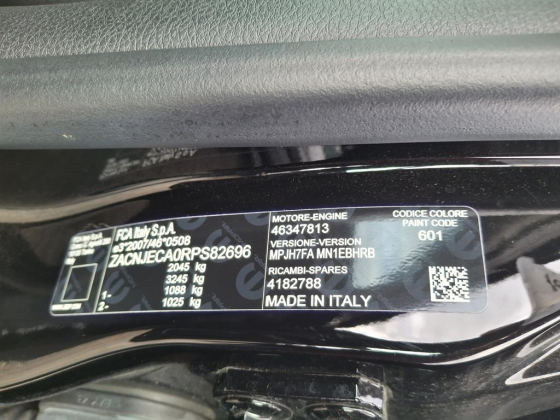 FCA Italy S.p.A.
e3*2007/46*0508
ZACNJECA0RPS82696
2045 kg
3245 kg
1- 1088 kg
2- 1025 kg
MOTORE-ENGINE
46347813
VERSIONE-VERSION
MPJH7FA MN1EBHRB
RICAMBI-SPARES
4182788
MADE IN ITALY
CODICE COLORE
PAINT CODE
601